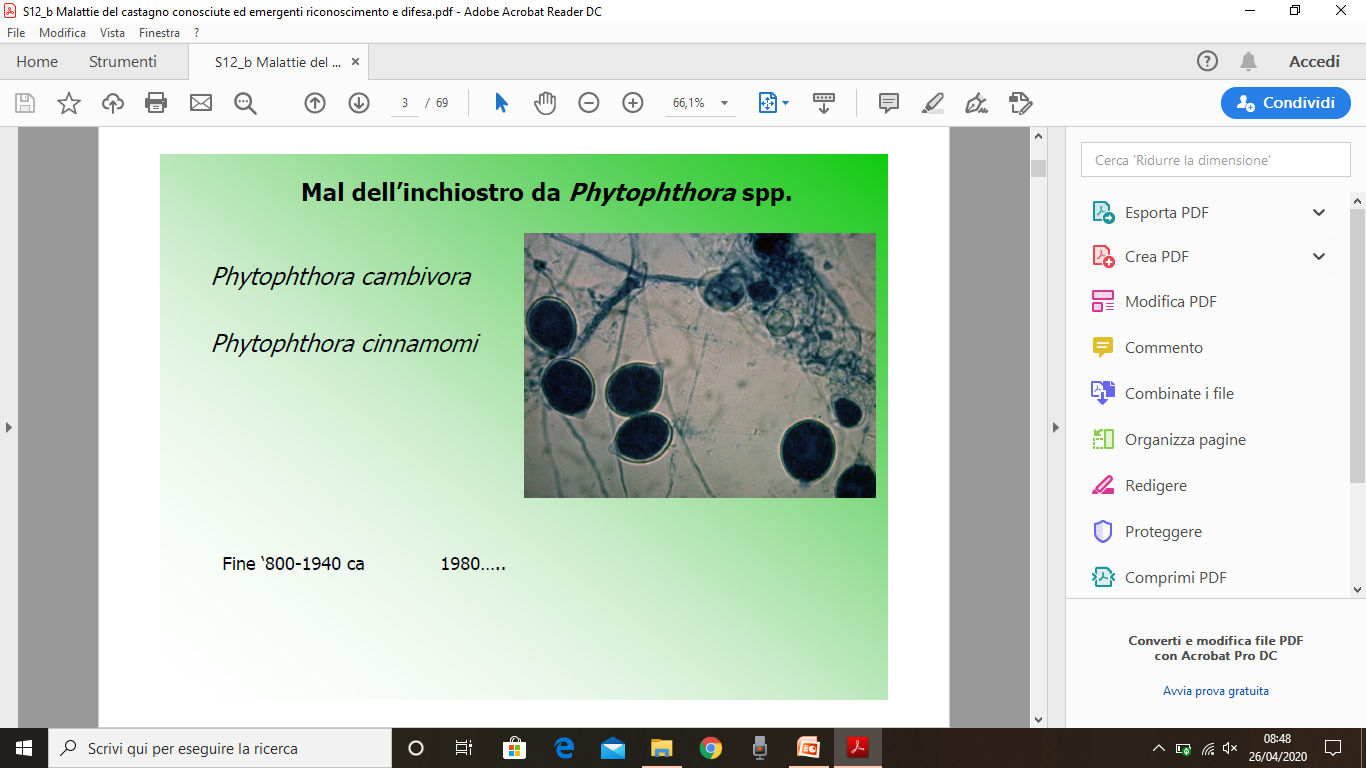 S12_b Malattie del castagno conosciute ed emergenti riconoscimento e difesa.pdf - Adobe Acrobat Reader DC
File Modifica Vista Finestra ?
Home Strumenti S12_b Malattie del ... × ? Accedi
3 / 69 66,1% Condividi
Mal dell’inchiostro da Phytophthora spp.
Phytophthora cambivora
Phytophthora cinnamomi
Fine ‘800-1940 ca 1980.….
Cerca 'Ridurre la dimensione'
Esporta PDF
Crea PDF
Modifica PDF
Commento
Combinate i file
Organizza pagine
Redigere
Proteggere
Comprimi PDF
Converti e modifica file PDF
con Acrobat Pro DC
Avvia prova gratuita
Scrivi qui per eseguire la ricerca
08:48
26/04/2020